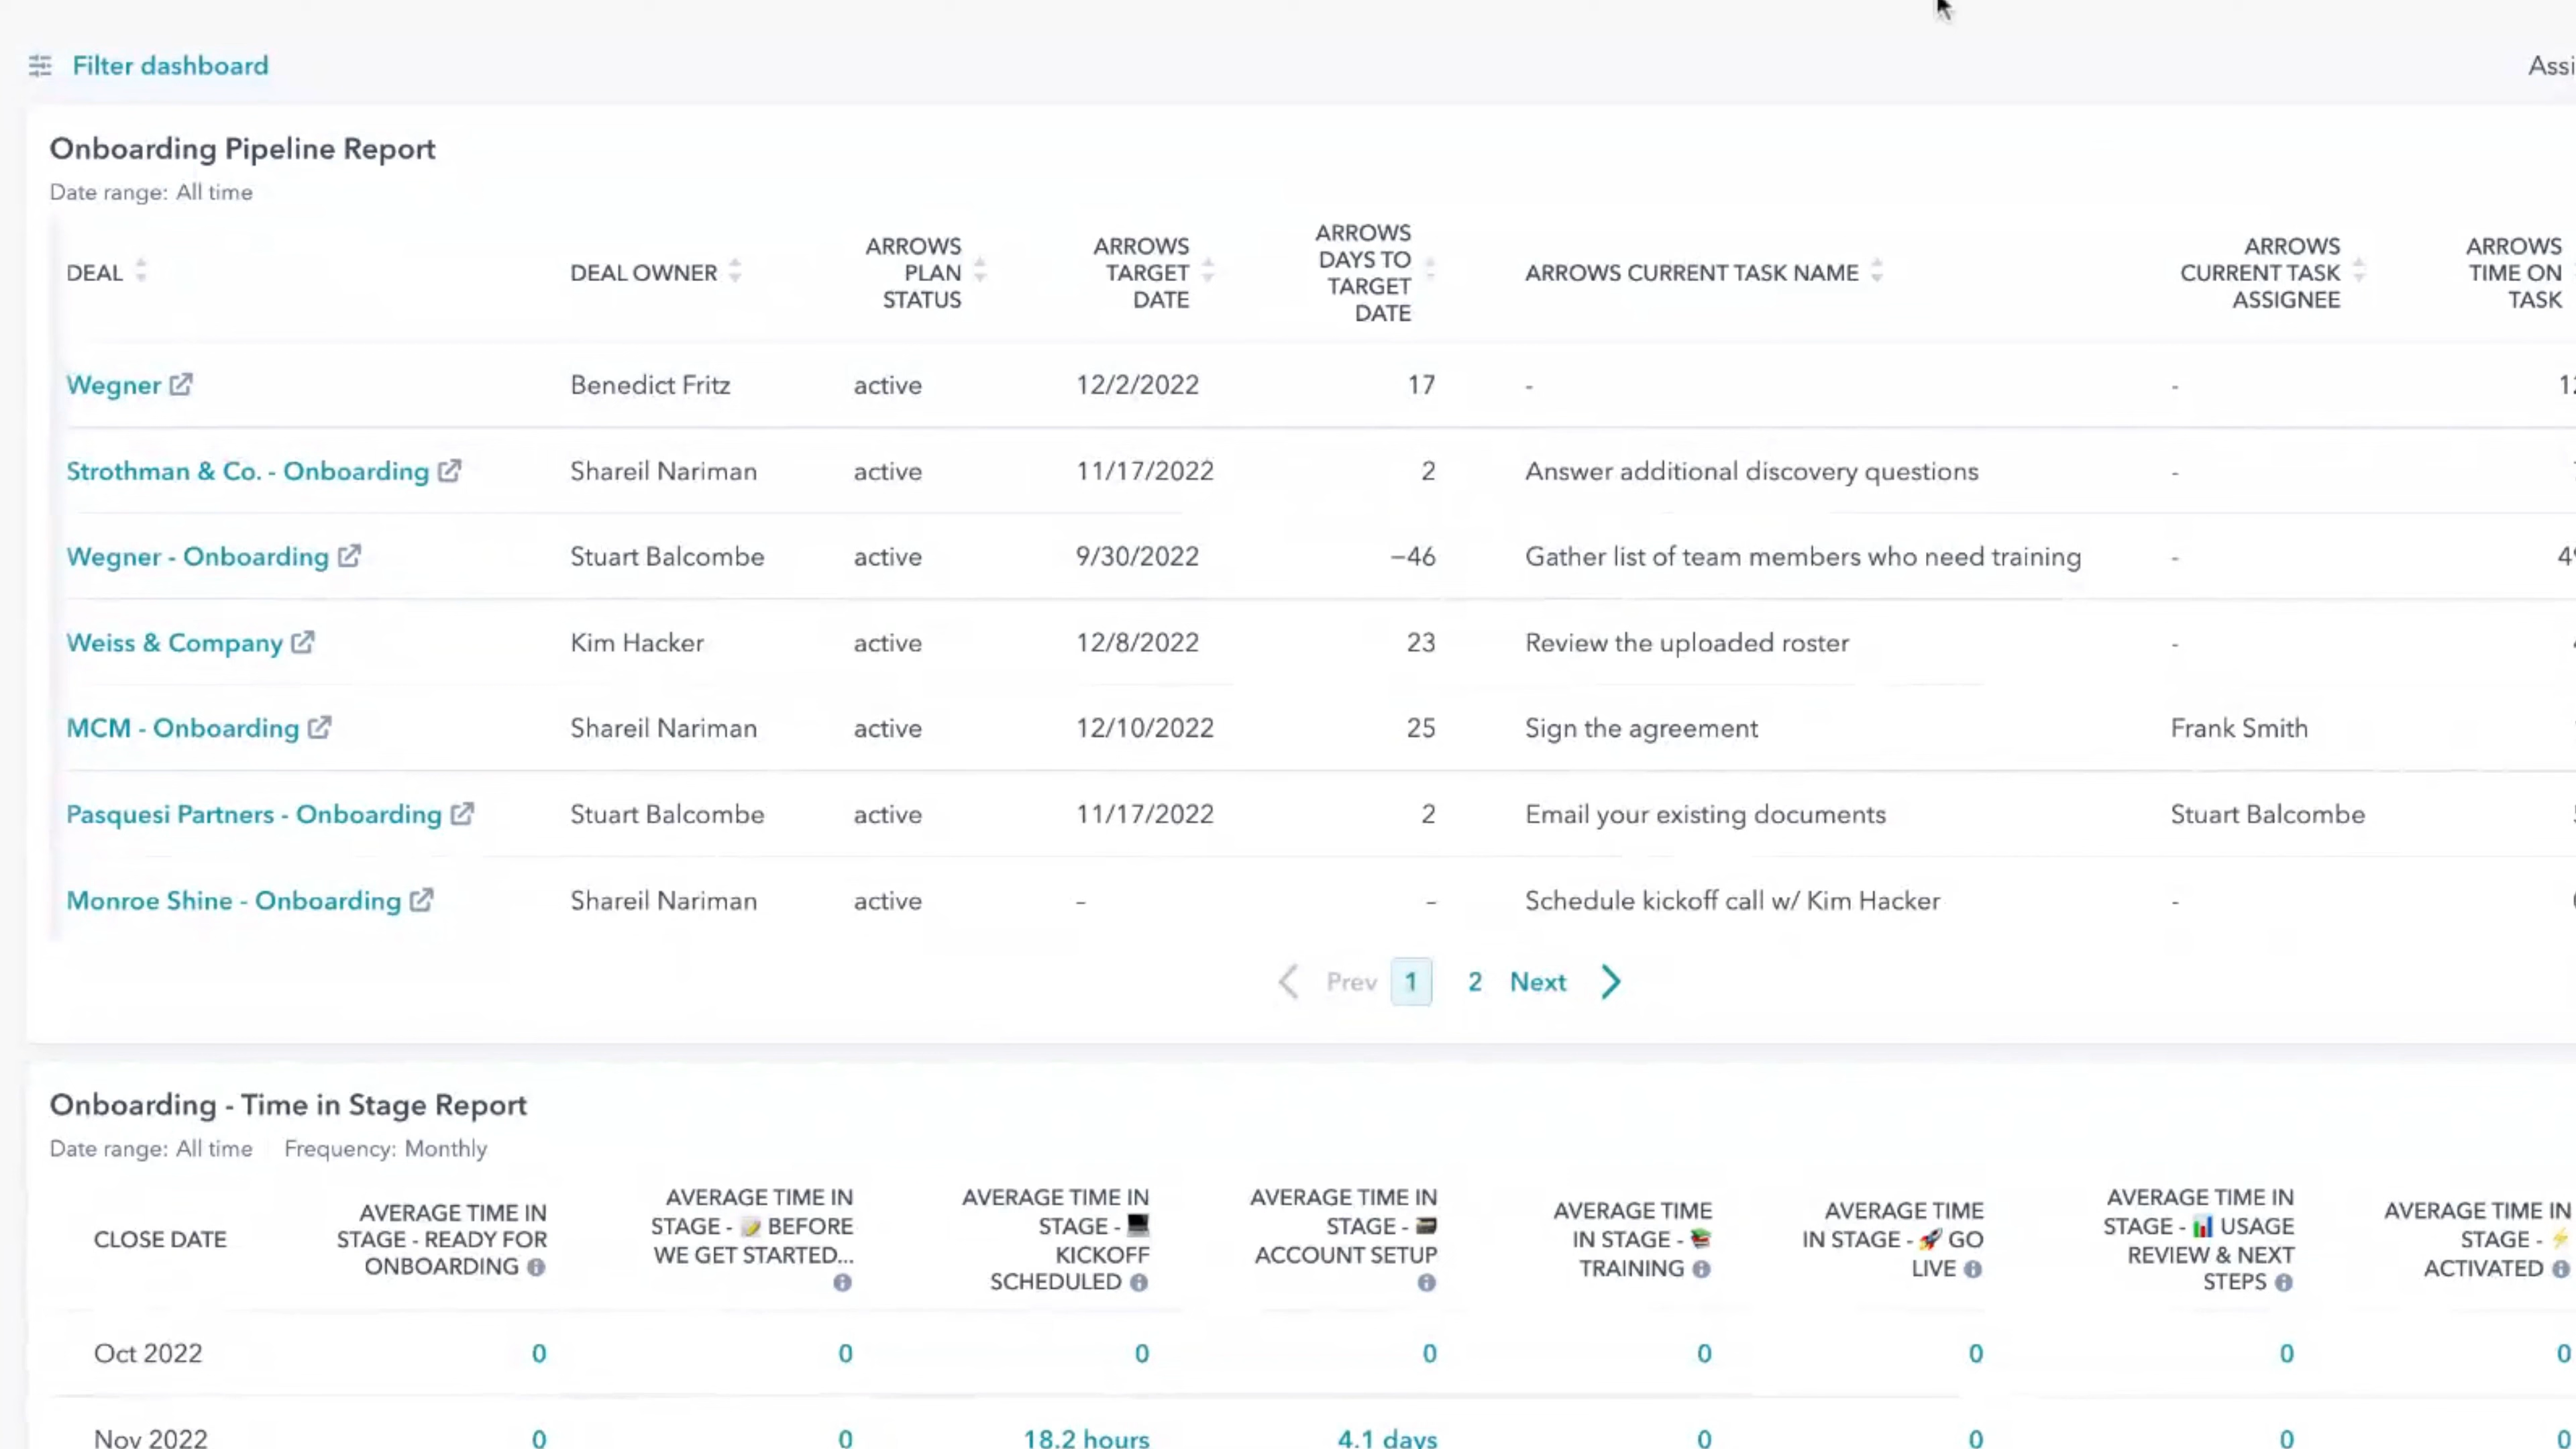 Filter dashboard
Assi
Onboarding Pipeline Report
Date range: All time
DEAL DEAL OWNER ARROWS PLAN STATUS ARROWS TARGET DATE ARROWS DAYS TO TARGET DATE ARROWS CURRENT TASK NAME ARROWS CURRENT TASK ASSIGNEE ARROWS TIME ON TASK
Wegner Benedict Fritz active 12/2/2022 17 - -
Strothman & Co. - Onboarding Shareil Nariman active 11/17/2022 2 Answer additional discovery questions -
Wegner - Onboarding Stuart Balcombe active 9/30/2022 −46 Gather list of team members who need training -
Weiss & Company Kim Hacker active 12/8/2022 23 Review the uploaded roster -
MCM - Onboarding Shareil Nariman active 12/10/2022 25 Sign the agreement Frank Smith
Pasquesi Partners - Onboarding Stuart Balcombe active 11/17/2022 2 Email your existing documents Stuart Balcombe
Monroe Shine - Onboarding Shareil Nariman active - - Schedule kickoff call w/ Kim Hacker -
Prev 1 2 Next
Onboarding - Time in Stage Report
Date range: All time Frequency: Monthly
CLOSE DATE AVERAGE TIME IN STAGE - READY FOR ONBOARDING AVERAGE TIME IN STAGE - 📝 BEFORE WE GET STARTED... AVERAGE TIME IN STAGE - 💻 KICKOFF SCHEDULED AVERAGE TIME IN STAGE - 🗃 ACCOUNT SETUP AVERAGE TIME IN STAGE - 📚 TRAINING AVERAGE TIME IN STAGE - 🚀 GO LIVE AVERAGE TIME IN STAGE - 📊 USAGE REVIEW & NEXT STEPS AVERAGE TIME IN STAGE - ⚡ ACTIVATED
Oct 2022 0 0 0 0 0 0 0 0
Nov 2022 0 0 18.2 hours 4.1 days 0 0 0 0